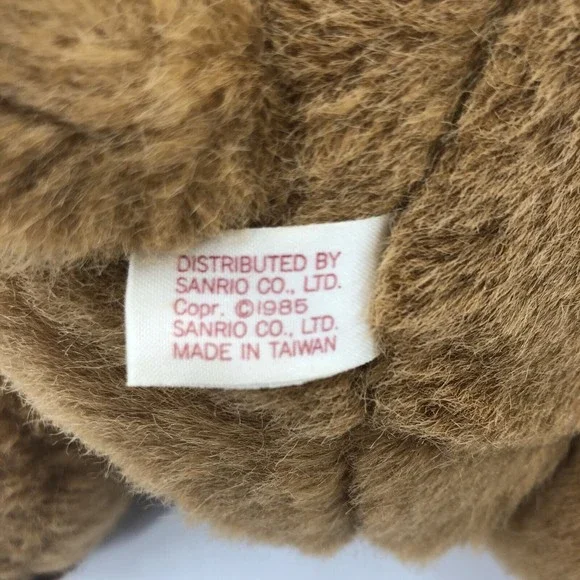 DISTRIBUTED BY
SANRIO CO., LTD.
Copr. ©1985
SANRIO CO., LTD.
MADE IN TAIWAN